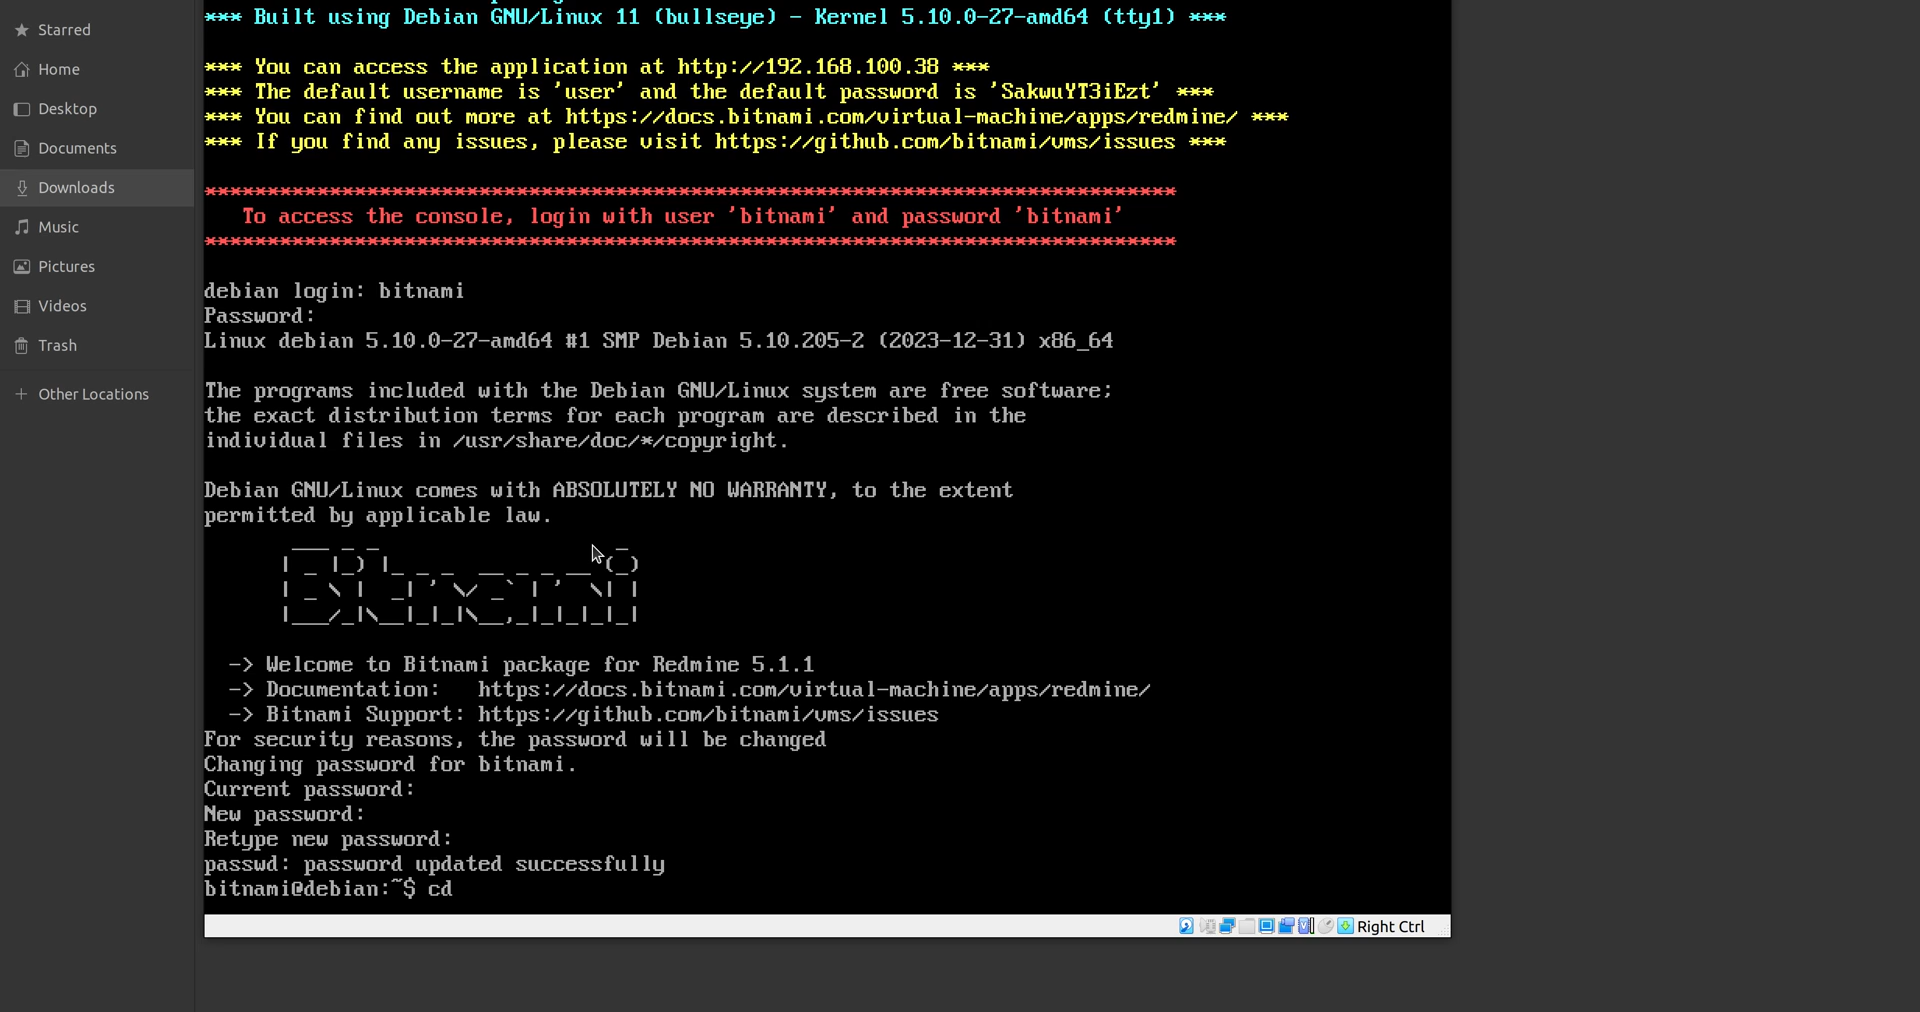 Starred
Home
Desktop
Documents
Downloads
Music
Pictures
Videos
Trash
Other Locations
*** Built using Debian GNU/Linux 11 (bullseye) - Kernel 5.10.0-27-amd64 (tty1) ***
*** You can access the application at http://192.168.100.38 ***
*** The default username is 'user' and the default password is 'SakwuYT3iEzt' ***
*** You can find out more at https://docs.bitnami.com/virtual-machine/apps/redmine/ ***
*** If you find any issues, please visit https://github.com/bitnami/vms/issues ***
******************************************************************************
To access the console, login with user 'bitnami' and password 'bitnami'
******************************************************************************
debian login: bitnami
Password:
Linux debian 5.10.0-27-amd64 #1 SMP Debian 5.10.205-2 (2023-12-31) x86_64
The programs included with the Debian GNU/Linux system are free software;
the exact distribution terms for each program are described in the
individual files in /usr/share/doc/*/copyright.
Debian GNU/Linux comes with ABSOLUTELY NO WARRANTY, to the extent
permitted by applicable law.
Bitnami
-> Welcome to Bitnami package for Redmine 5.1.1
-> Documentation:   https://docs.bitnami.com/virtual-machine/apps/redmine/
-> Bitnami Support: https://github.com/bitnami/vms/issues
For security reasons, the password will be changed
Changing password for bitnami.
Current password:
New password:
Retype new password:
passwd: password updated successfully
bitnami@debian:~$ cd
Right Ctrl